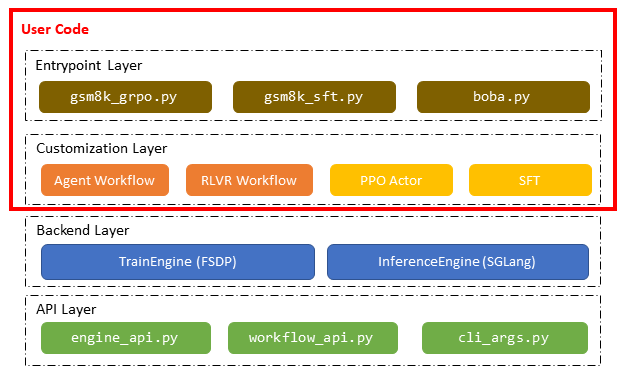 User Code
Entrypoint Layer
gsm8k_grpo.py
gsm8k_sft.py
boba.py
Customization Layer
Agent Workflow
RLVR Workflow
PPO Actor
SFT
Backend Layer
TrainEngine (FSDP)
InferenceEngine (SGLang)
API Layer
engine_api.py
workflow_api.py
cli_args.py